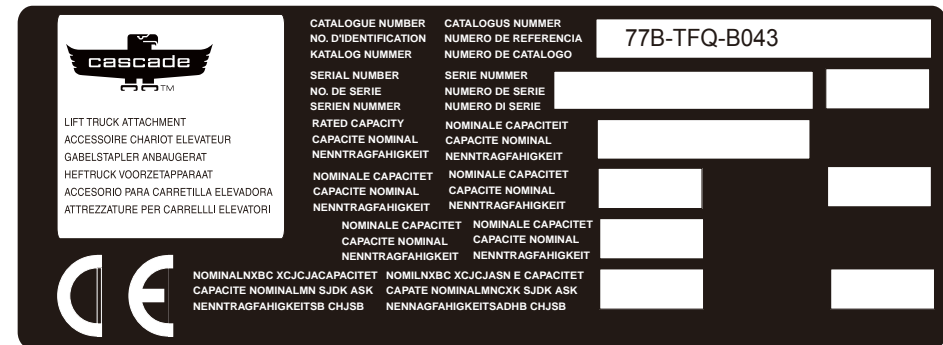 cascade
TM
LIFT TRUCK ATTACHMENT
ACCESSOIRE CHARIOT ELEVATEUR
GABELSTAPLER ANBAUGERAT
HEFTRUCK VOORZETAPPARAAT
ACCESORIO PARA CARRETILLA ELEVADORA
ATTREZZATURE PER CARRELLLI ELEVATORI
CATALOGUE NUMBER CATALOGUS NUMMER
NO. D'IDENTIFICATION NUMERO DE REFERENCIA
KATALOG NUMMER NUMERO DE CATALOGO
77B-TFQ-B043
SERIAL NUMBER SERIE NUMMER
NO. DE SERIE NUMERO DE SERIE
SERIEN NUMMER NUMERO DI SERIE
RATED CAPACITY NOMINALE CAPACITEIT
CAPACITE NOMINAL CAPACITE NOMINAL
NENNTRAGFAHIGKEIT NENNTRAGFAHIGKEIT
NOMINALE CAPACITET NOMINALE CAPACITET
CAPACITE NOMINAL CAPACITE NOMINAL
NENNTRAGFAHIGKEIT NENNTRAGFAHIGKEIT
NOMINALE CAPACITET NOMINALE CAPACITET
CAPACITE NOMINAL CAPACITE NOMINAL
NENNTRAGFAHIGKEIT NENNTRAGFAHIGKEIT
CE
NOMINALNXBC XCJCJACAPACITET NOMILNXBC XCJCJASN E CAPACITET
CAPACITE NOMINALMN SJDK ASK CAPATE NOMINALMNCXK SJDK ASK
NENNTRAGFAHIGKEITSB CHJSB NENNAGFAHIGKEITSADHB CHJSB